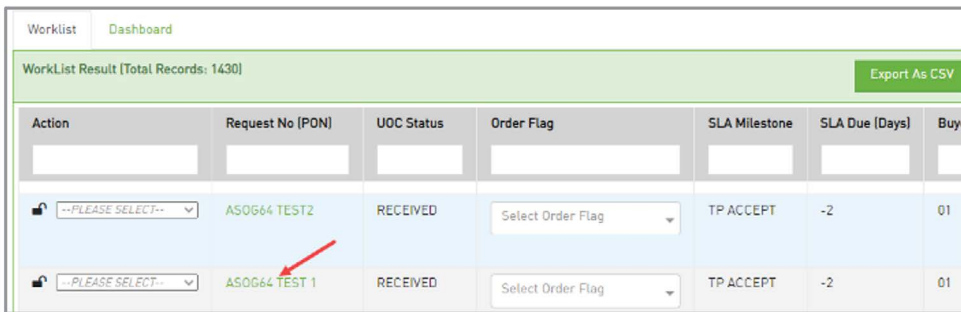 Worklist Dashboard
WorkList Result (Total Records: 1430) Export As CSV
Action Request No (PON) UOC Status Order Flag SLA Milestone SLA Due (Days) Buy
--PLEASE SELECT-- ASOG64 TEST2 RECEIVED Select Order Flag TP ACCEPT -2 01
--PLEASE SELECT-- ASOG64 TEST 1 RECEIVED Select Order Flag TP ACCEPT -2 01